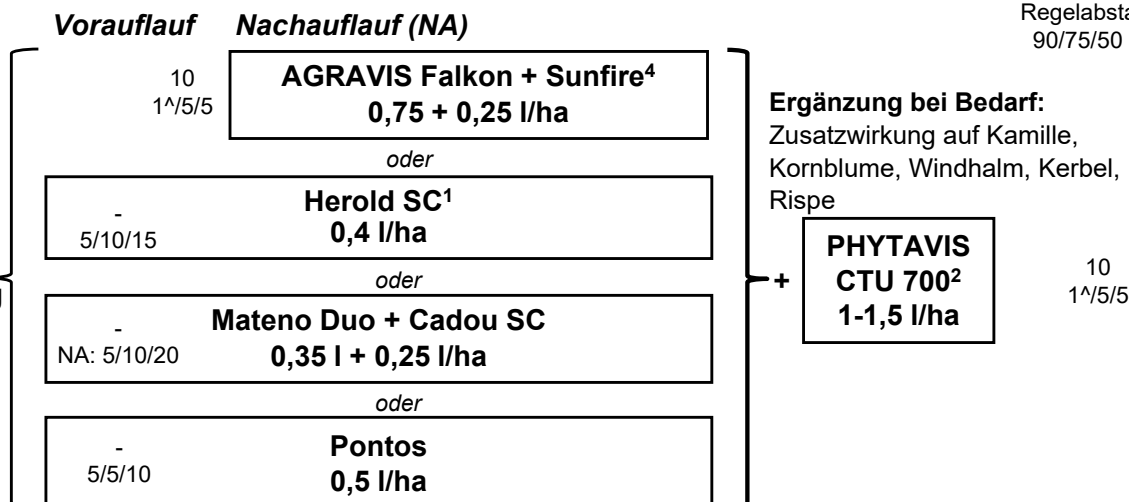 Vorauflauf Nachauflauf (NA)
Regelabsta
90/75/50
10
1^/5/5
AGRAVIS Falkon + Sunfire⁴
0,75 + 0,25 l/ha
oder
-
5/10/15
Herold SC¹
0,4 l/ha
oder
-
NA: 5/10/20
Mateno Duo + Cadou SC
0,35 l + 0,25 l/ha
oder
-
5/5/10
Pontos
0,5 l/ha
Ergänzung bei Bedarf:
Zusatzwirkung auf Kamille,
Kornblume, Windhalm, Kerbel,
Rispe
+
PHYTAVIS
CTU 700²
1-1,5 l/ha
10
1^/5/5